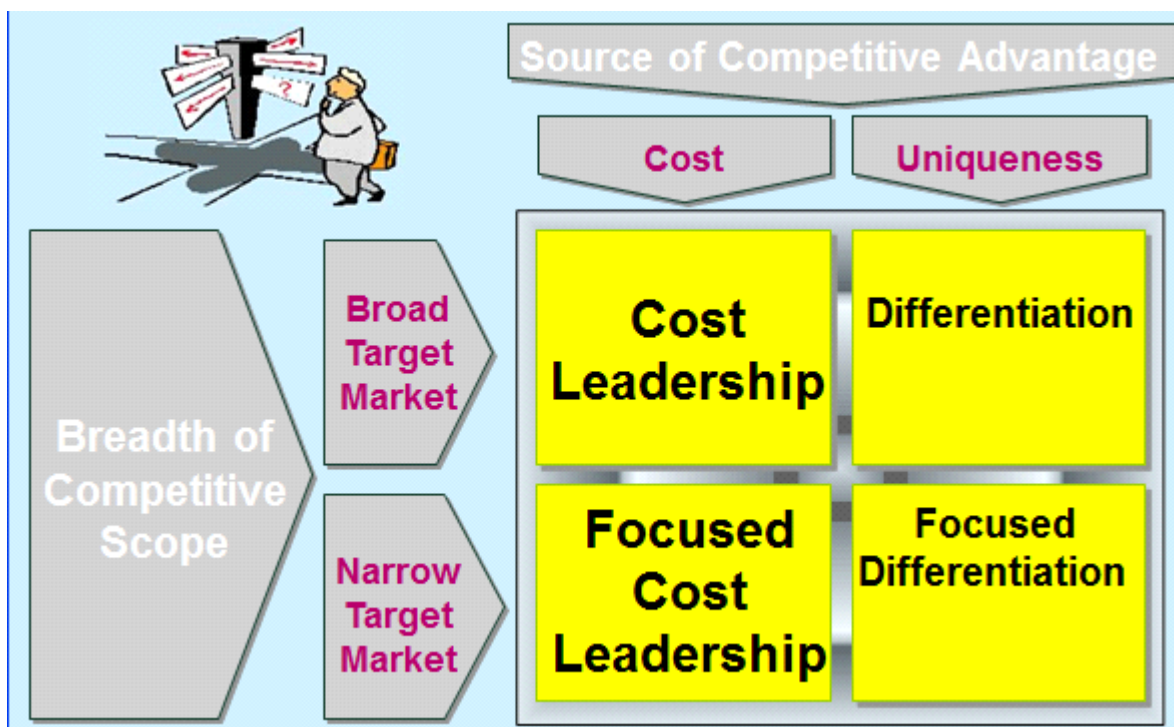 ?
Source of Competitive Advantage
Cost
Uniqueness
Breadth of
Competitive
Scope
Broad
Target
Market
Cost
Leadership
Differentiation
Narrow
Target
Market
Focused
Cost
Leadership
Focused
Differentiation